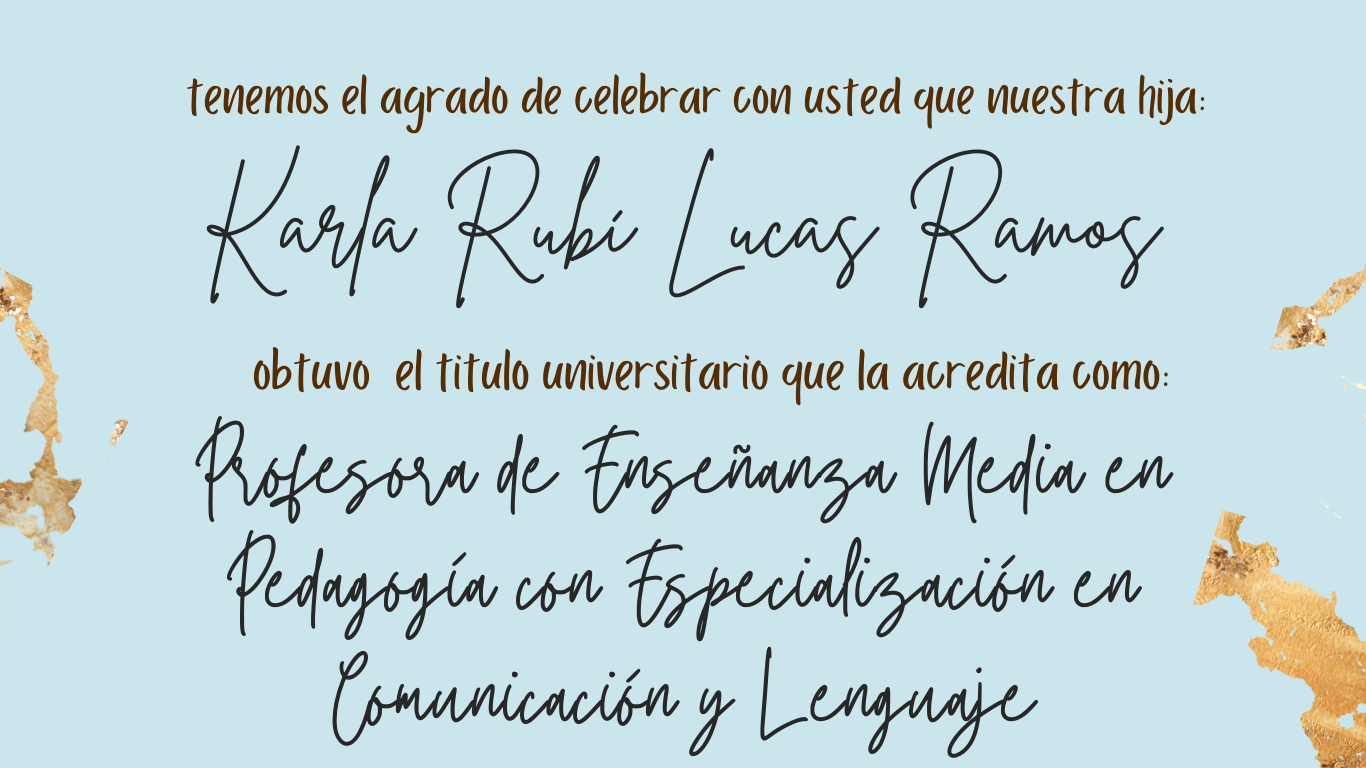 tenemos el agrado de celebrar con usted que nuestra hija:
Karla Rubí Lucas Ramos
obtuvo el titulo universitario que la acredita como:
Profesora de Enseñanza Media en
Pedagogía con Especialización en
Comunicación y Lenguaje